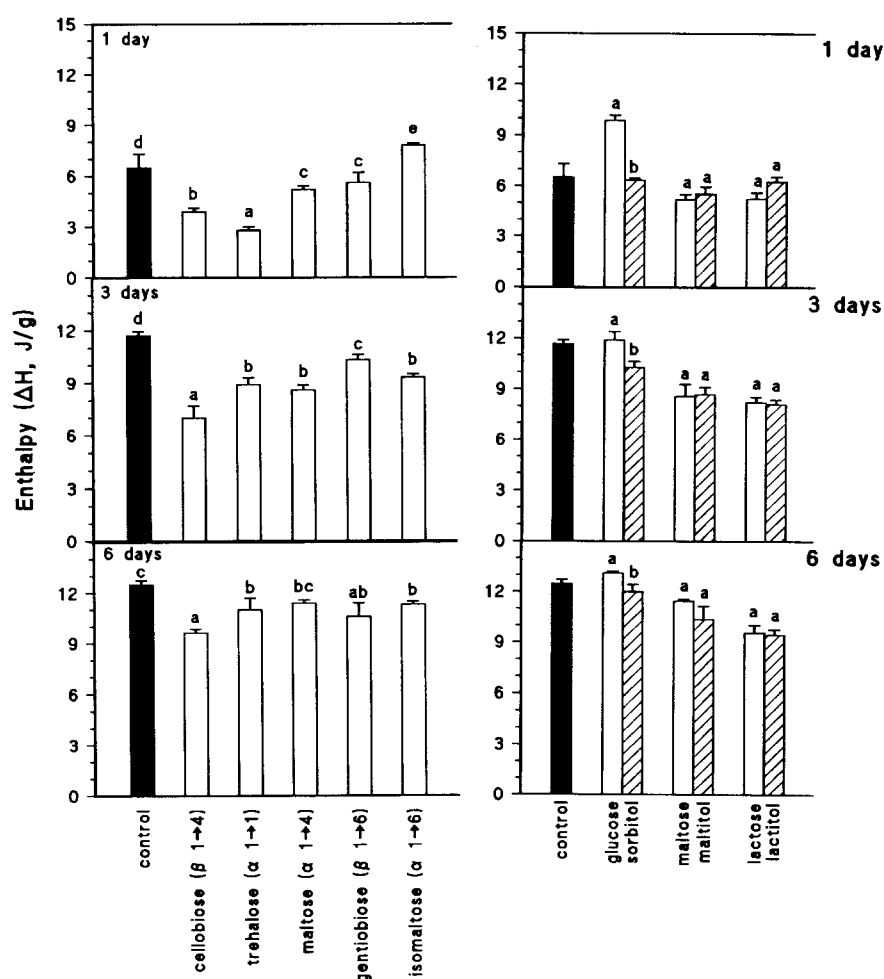 Enthalpy (ΔH, J/g)
15
12
9
6
3
0
1 day
d
b
a
c
c
e
12
9
6
3
0
3 days
d
a
b
b
c
b
12
9
6
3
0
6 days
c
a
b
bc
ab
b
control
cellobiose (β 1→4)
trehalose (α 1→1)
maltose (α 1→4)
gentiobiose (β 1→6)
isomaltose (α 1→6)
15
12
9
6
3
0
1 day
a
b
a
a
a
a
12
9
6
3
0
3 days
a
b
a
a
a
a
12
9
6
3
0
6 days
a
b
a
a
a
a
control
glucose
sorbitol
maltose
maltitol
lactose
lactitol